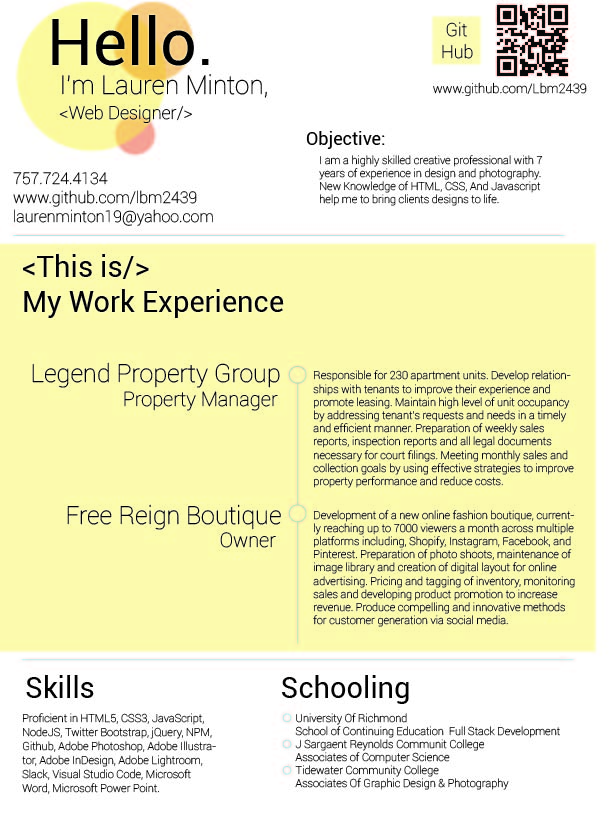 Hello.
I'm Lauren Minton,
<Web Designer/>
Git
Hub
www.github.com/Lbm2439
757.724.4134
www.github.com/lbm2439
laurenminton19@yahoo.com
Objective:
I am a highly skilled creative professional with 7
years of experience in design and photography.
New Knowledge of HTML, CSS, And Javascript
help me to bring clients designs to life.
<This is/>
My Work Experience
Legend Property Group
Property Manager
Responsible for 230 apartment units. Develop relation-
ships with tenants to improve their experience and
promote leasing. Maintain high level of unit occupancy
by addressing tenant's requests and needs in a timely
and efficient manner. Preparation of weekly sales
reports, inspection reports and all legal documents
necessary for court filings. Meeting monthly sales and
collection goals by using effective strategies to improve
property performance and reduce costs.
Free Reign Boutique
Owner
Development of a new online fashion boutique, current-
ly reaching up to 7000 viewers a month across multiple
platforms including, Shopify, Instagram, Facebook, and
Pinterest. Preparation of photo shoots, maintenance of
image library and creation of digital layout for online
advertising. Pricing and tagging of inventory, monitoring
sales and developing product promotion to increase
revenue. Produce compelling and innovative methods
for customer generation via social media.
Skills
Proficient in HTML5, CSS3, JavaScript,
NodeJS, Twitter Bootstrap, jQuery, NPM,
Github, Adobe Photoshop, Adobe Illustra-
tor, Adobe InDesign, Adobe Lightroom,
Slack, Visual Studio Code, Microsoft
Word, Microsoft Power Point.
Schooling
University Of Richmond
School of Continuing Education Full Stack Development
J Sargaent Reynolds Communit College
Associates of Computer Science
Tidewater Community College
Associates Of Graphic Design & Photography